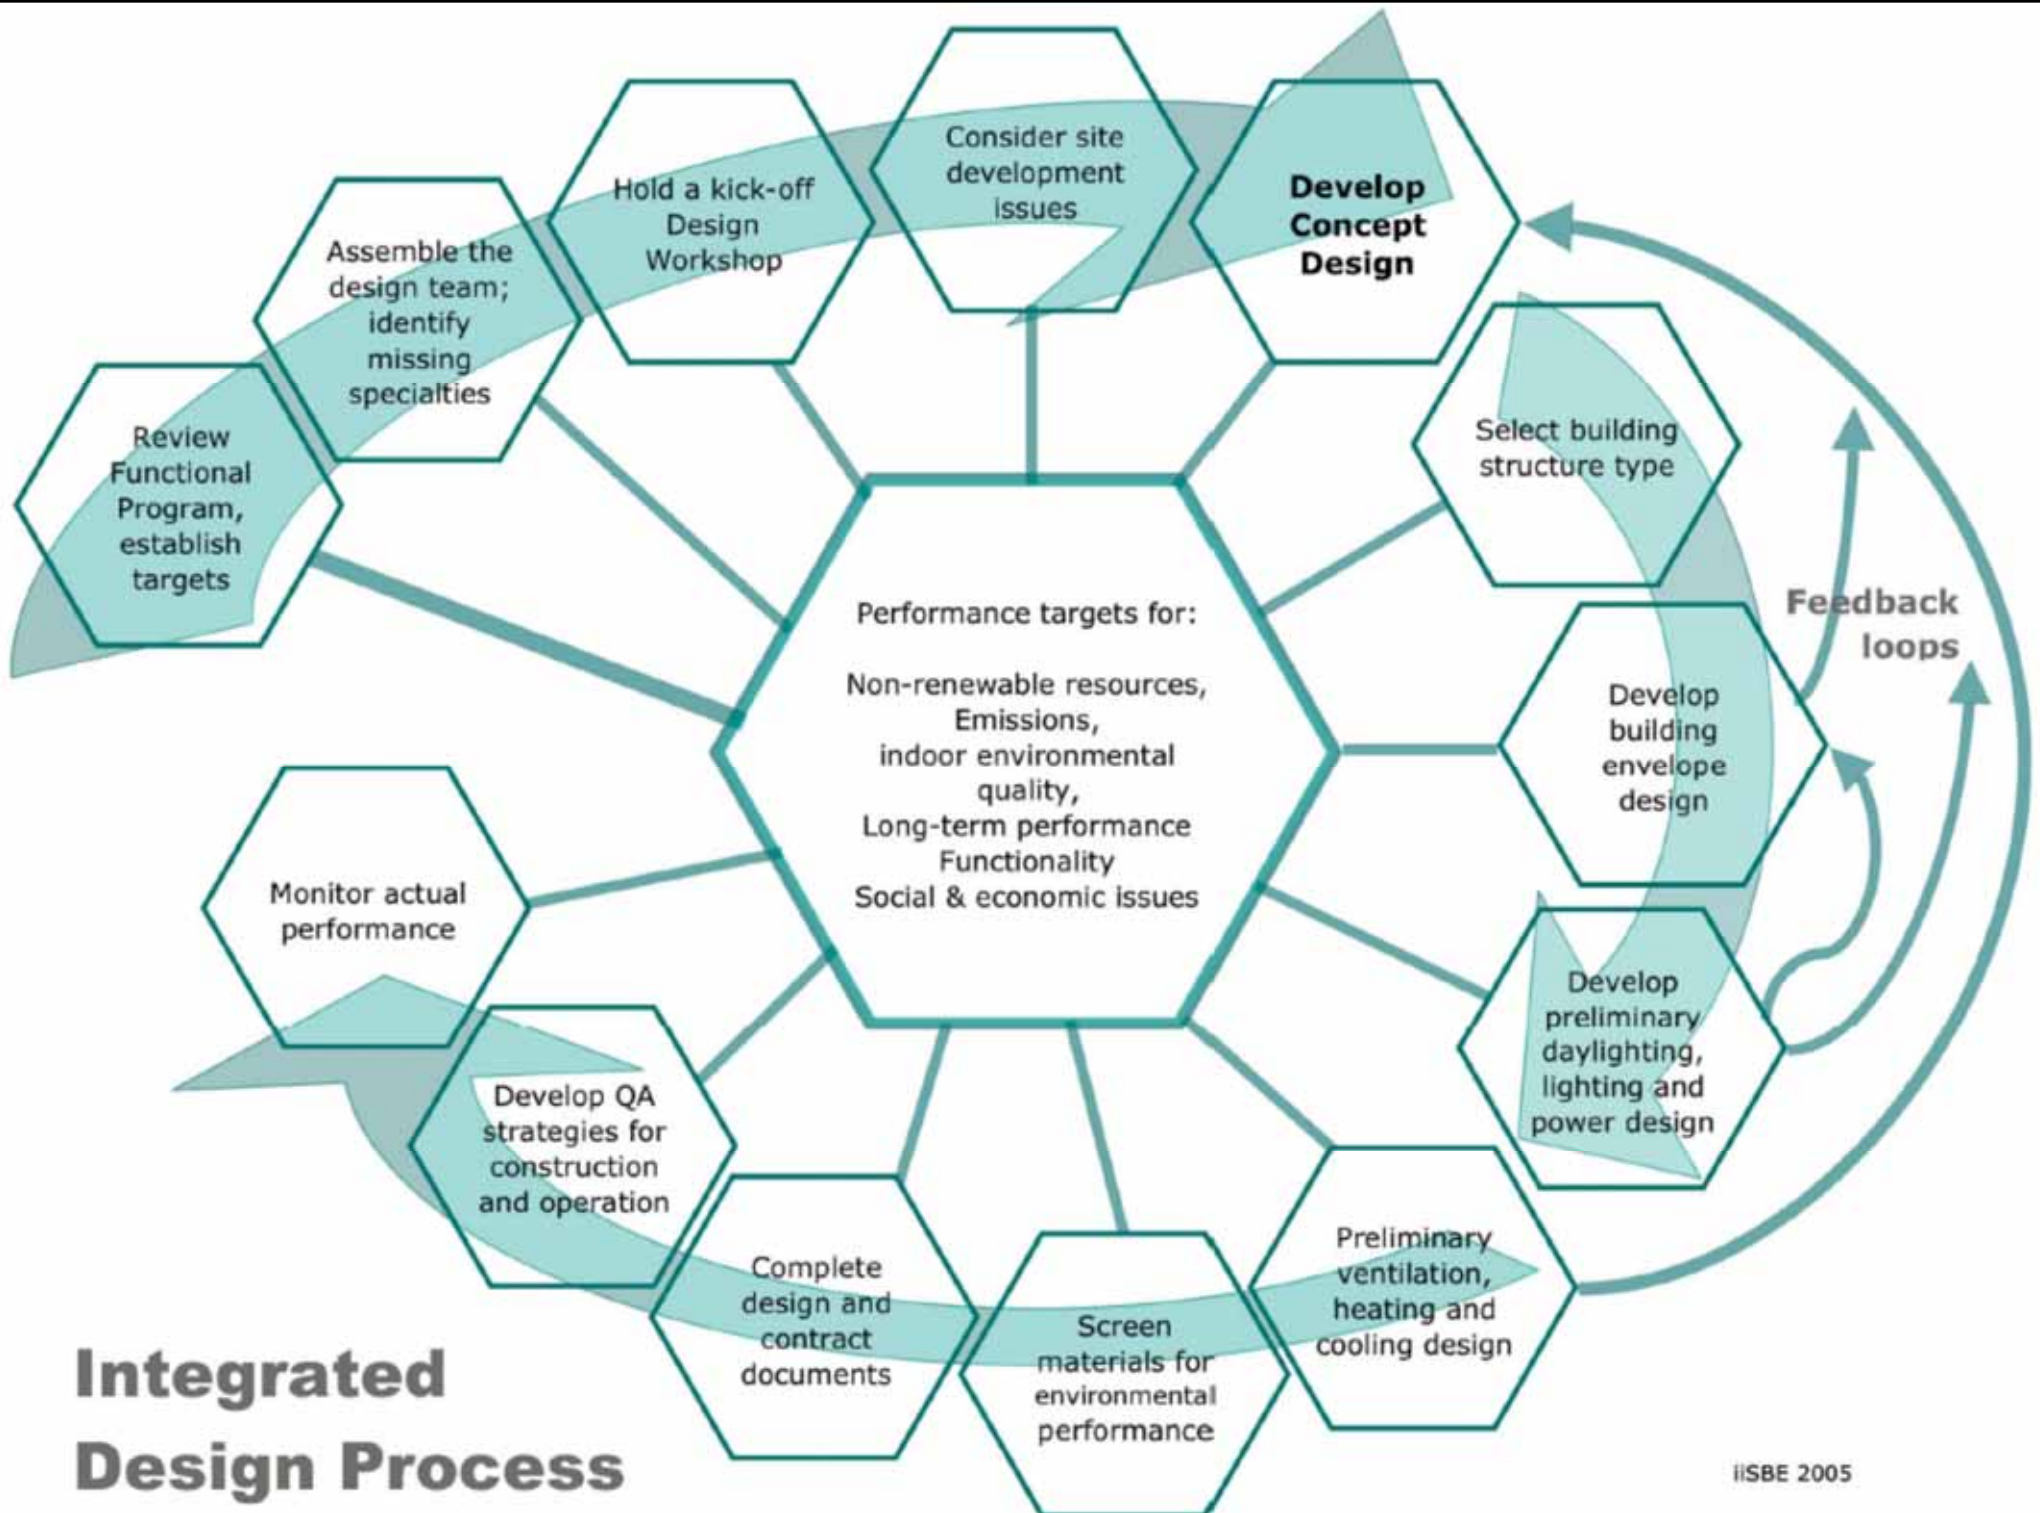 Review
Functional
Program,
establish
targets
Assemble the
design team;
identify
missing
specialties
Hold a kick-off
Design
Workshop
Consider site
development
issues
Develop
Concept
Design
Select building
structure type
Develop
building
envelope
design
Feedback
loops
Develop
preliminary
daylighting,
lighting and
power design
Preliminary
ventilation,
heating and
cooling design
Screen
materials for
environmental
performance
Complete
design and
contract
documents
Develop QA
strategies for
construction
and operation
Monitor actual
performance
Performance targets for:
Non-renewable resources,
Emissions,
indoor environmental
quality,
Long-term performance
Functionality
Social & economic issues
Integrated
Design Process
iiSBE 2005